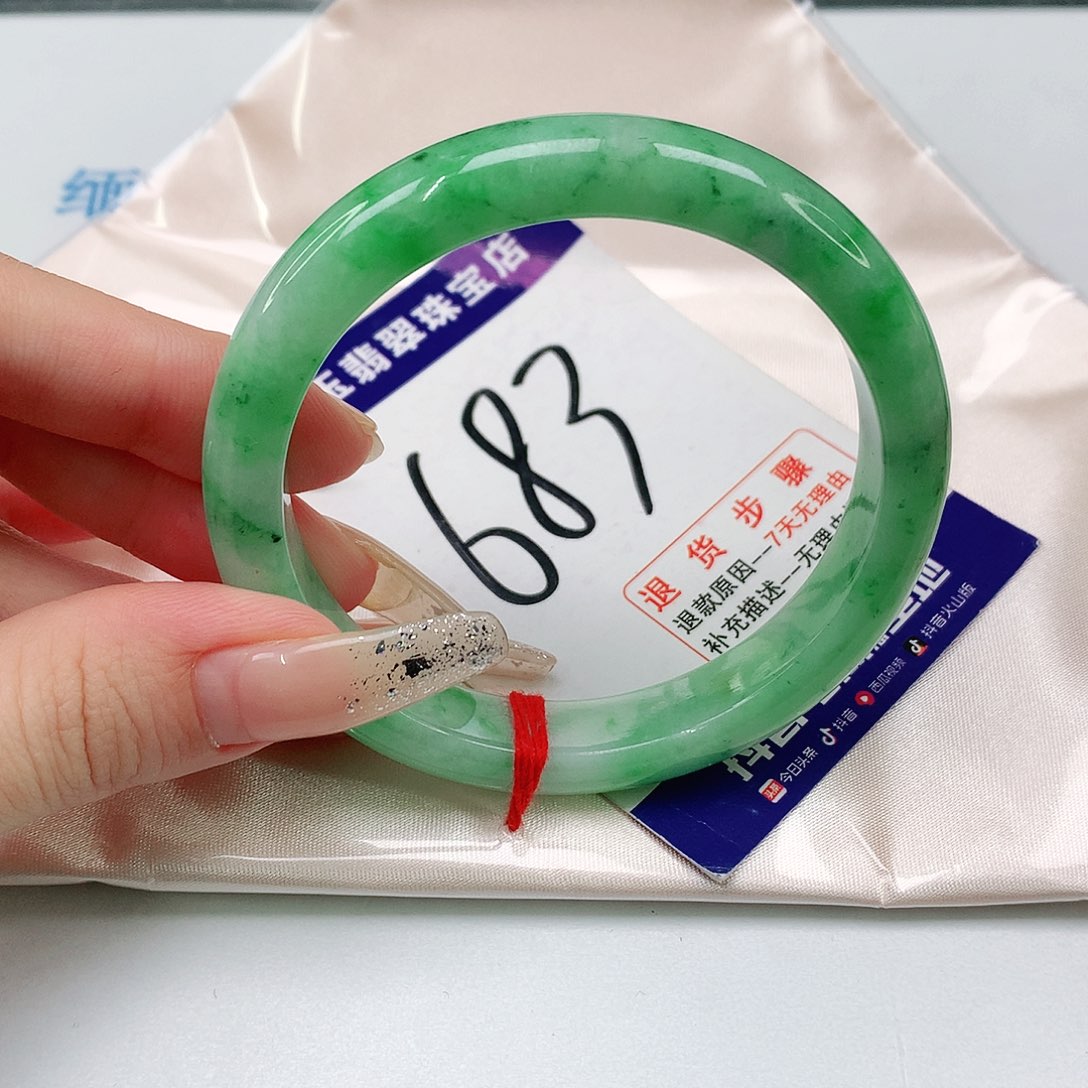 缅
玉翡翠珠宝店
683
退货步骤
退款原因--7天无理由
补充描述--无理由
今日头条 抖音 西瓜视频 抖音火山版